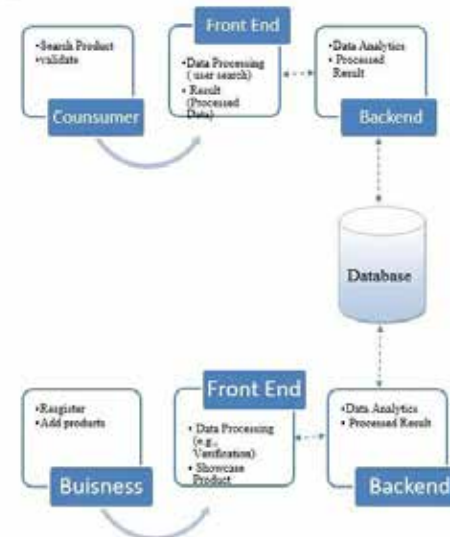 Front End
•Search Product
•validate
•Data Processing
( user search)
• Result
(Processed
Data)
•Data Analytics
• Processed
Result
Counsumer
Backend
Database
Front End
•Resgister
•Add products
• Data Processing
(e.g.,
Verification)
• Showcase
Product
•Data Analytics
• Processed Result
Buisness
Backend